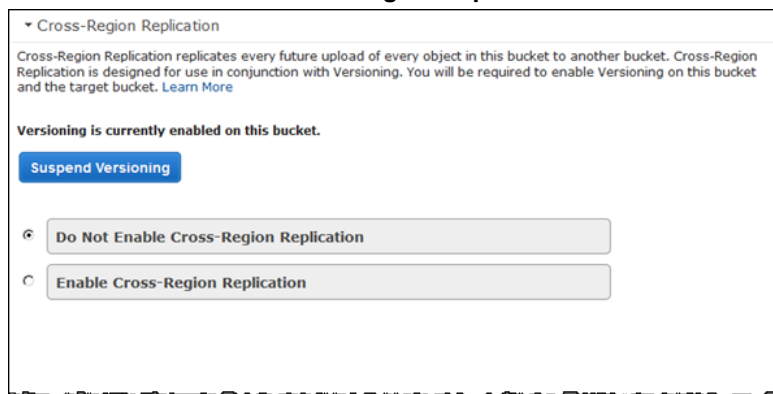 Cross-Region Replication
Cross-Region Replication replicates every future upload of every object in this bucket to another bucket. Cross-Region
Replication is designed for use in conjunction with Versioning. You will be required to enable Versioning on this bucket
and the target bucket. Learn More
Versioning is currently enabled on this bucket.
Suspend Versioning
Do Not Enable Cross-Region Replication
Enable Cross-Region Replication